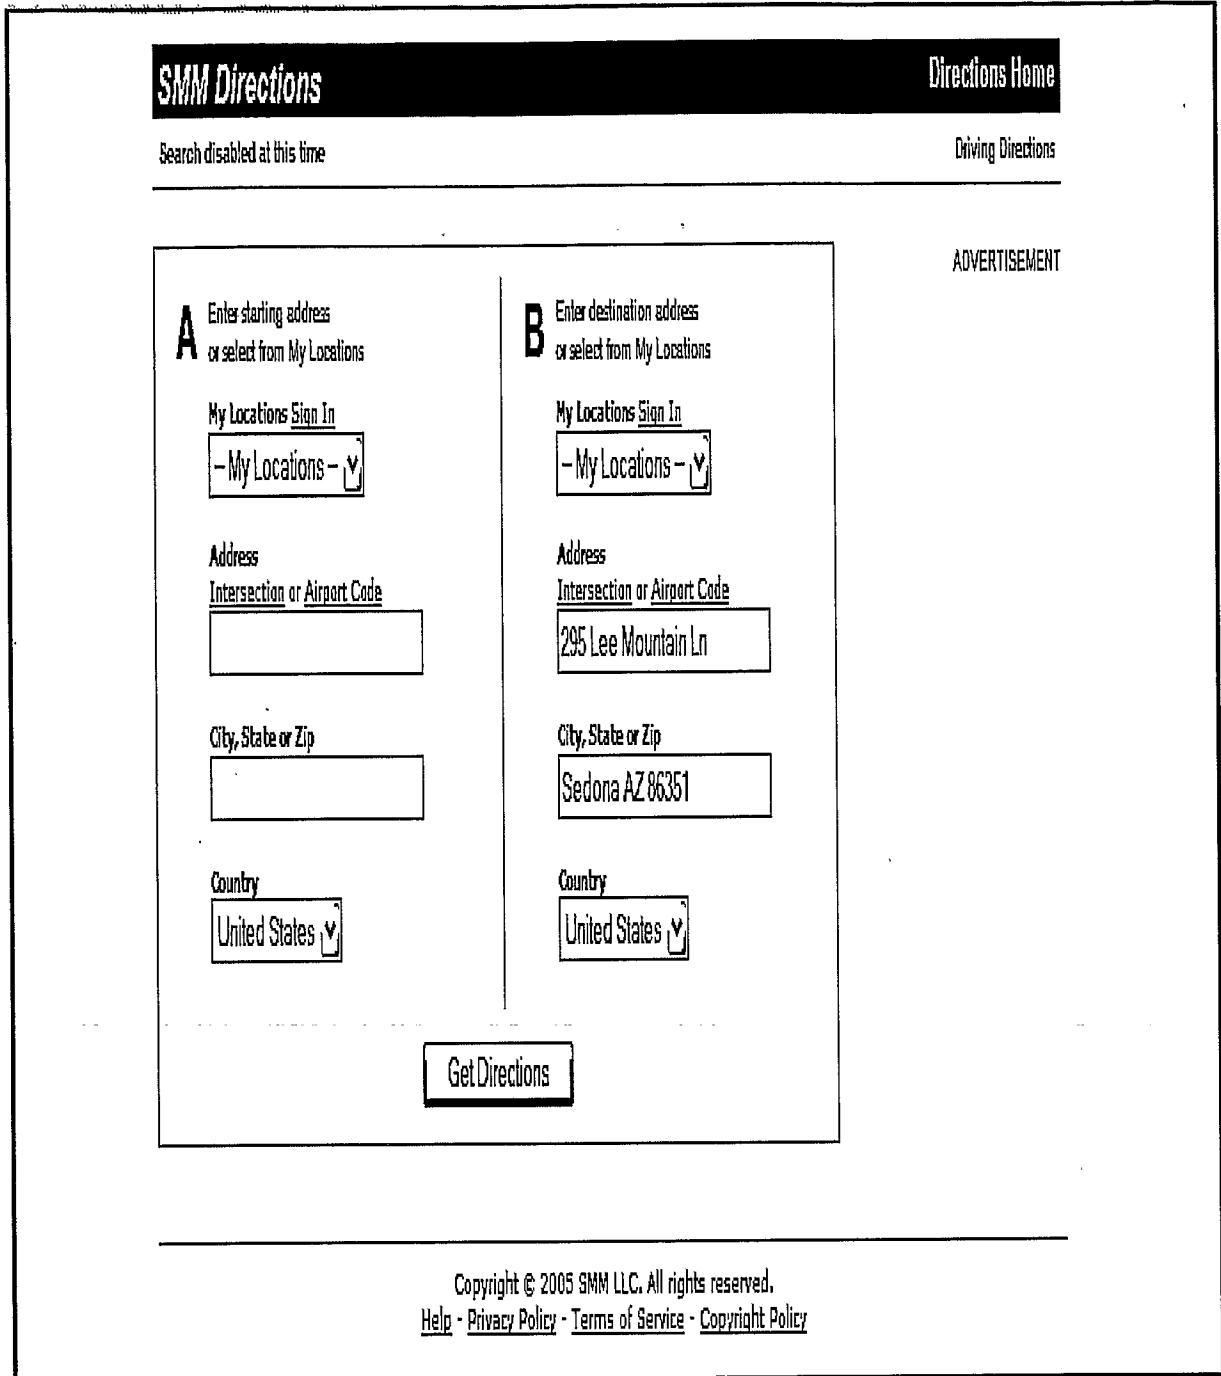 SMM Directions
Directions Home
Search disabled at this time
Driving Directions
ADVERTISEMENT
A
Enter starting address
or select from My Locations
My Locations Sign In
– My Locations –
Address
Intersection or Airport Code
City, State or Zip
Country
United States
B
Enter destination address
or select from My Locations
My Locations Sign In
– My Locations –
Address
Intersection or Airport Code
295 Lee Mountain Ln
City, State or Zip
Sedona AZ 86351
Country
United States
Get Directions
Copyright © 2005 SMM LLC. All rights reserved.
Help - Privacy Policy - Terms of Service - Copyright Policy